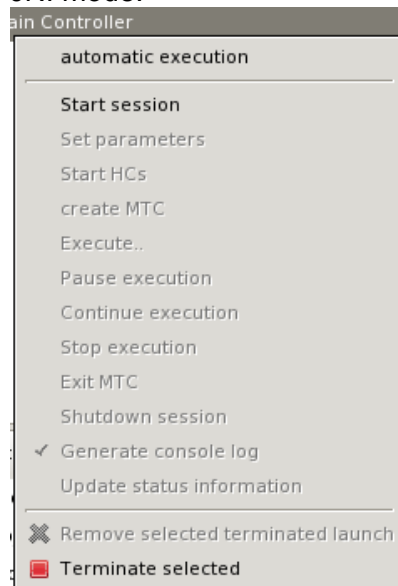 ain Controller
automatic execution
Start session
Set parameters
Start HCs
create MTC
Execute..
Pause execution
Continue execution
Stop execution
Exit MTC
Shutdown session
Generate console log
Update status information
Remove selected terminated launch
Terminate selected